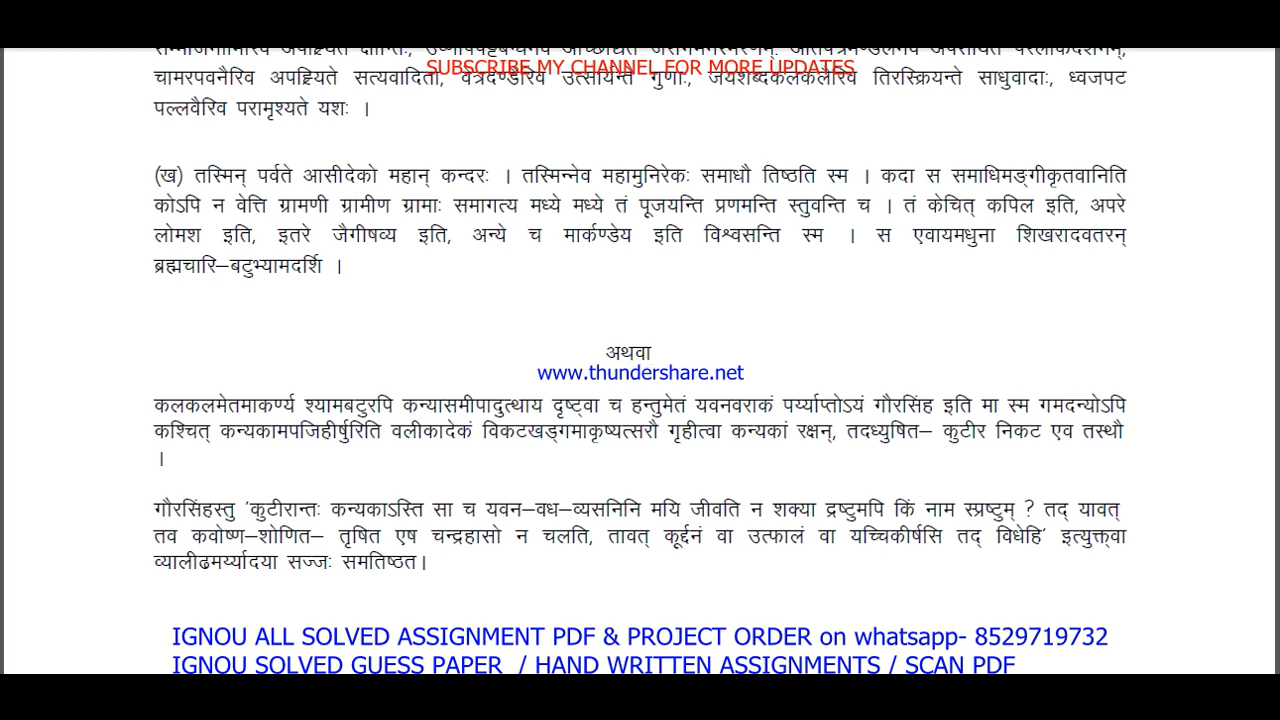 SUBSCRIBE MY CHANNEL FOR MORE UPDATES
चामरपवनैरिव अपह्रियते सत्यवादिता, वेत्रदण्डैरिव उत्सार्यन्ते गुणाः, जयशब्दकलकलैरिव तिरस्क्रियन्ते साधुवादाः, ध्वजपट
पल्लवैरिव परामृश्यते यशः ।
(ख) तस्मिन् पर्वते आसीदेको महान् कन्दरः । तस्मिन्नेव महामुनिरेकः समाधौ तिष्ठति स्म । कदा स समाधिमङ्गीकृतवानिति
कोऽपि न वेत्ति ग्रामणी ग्रामीण ग्रामाः समागत्य मध्ये मध्ये तं पूजयन्ति प्रणमन्ति स्तुवन्ति च । तं केचित् कपिल इति, अपरे
लोमश इति, इतरे जैगीषव्य इति, अन्ये च मार्कण्डेय इति विश्वसन्ति स्म । स एवायमधुना शिखरादवतरन्
ब्रह्मचारि–बटुभ्यामदर्शि ।
अथवा
www.thundershare.net
कलकलमेतमाकर्ण्य श्यामबटुरपि कन्यासमीपादुत्थाय दृष्ट्वा च हन्तुमेतं यवनवराकं पर्य्याप्तोऽयं गौरसिंह इति मा स्म गमदन्योऽपि
कश्चित् कन्यकामपजिहीर्षुरिति वलीकादेकं विकटखड्गमाकृष्यत्सरौ गृहीत्वा कन्यकां रक्षन्, तदध्युषित– कुटीर निकट एव तस्थौ
।
गौरसिंहस्तु 'कुटीरान्तः कन्यकाऽस्ति सा च यवन–वध–व्यसनिनि मयि जीवति न शक्या द्रष्टुमपि किं नाम स्प्रष्टुम् ? तद् यावत्
तव कवोष्ण–शोणित– तृषित एष चन्द्रहासो न चलति, तावत् कूर्द्दनं वा उत्फालं वा यच्चिकीर्षसि तद् विधेहि' इत्युक्त्वा
व्यालीढमर्य्यादया सज्जः समतिष्ठत।
IGNOU ALL SOLVED ASSIGNMENT PDF & PROJECT ORDER on whatsapp- 8529719732
IGNOU SOLVED GUESS PAPER / HAND WRITTEN ASSIGNMENTS / SCAN PDF